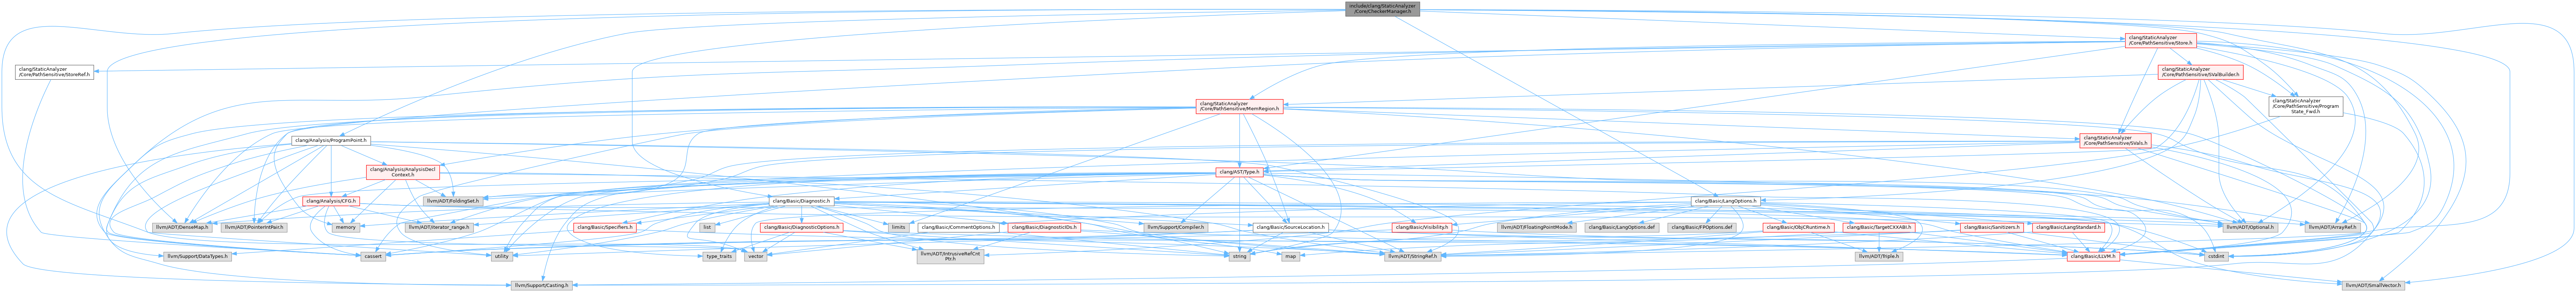 include/clang/StaticAnalyzer
/Core/CheckerManager.h
clang/StaticAnalyzer
/Core/PathSensitive/Store.h
clang/StaticAnalyzer
/Core/PathSensitive/StoreRef.h
clang/StaticAnalyzer
/Core/PathSensitive/SValBuilder.h
clang/StaticAnalyzer
/Core/PathSensitive/MemRegion.h
clang/StaticAnalyzer
/Core/PathSensitive/Program
State_Fwd.h
clang/Analysis/ProgramPoint.h
clang/StaticAnalyzer
/Core/PathSensitive/SVals.h
clang/Analysis/AnalysisDecl
Context.h
clang/AST/Type.h
clang/Analysis/CFG.h
llvm/ADT/FoldingSet.h
clang/Basic/Diagnostic.h
clang/Basic/LangOptions.h
llvm/ADT/DenseMap.h
llvm/ADT/PointerIntPair.h
memory
llvm/ADT/iterator_range.h
clang/Basic/Specifiers.h
list
clang/Basic/DiagnosticOptions.h
limits
clang/Basic/CommentOptions.h
clang/Basic/DiagnosticIDs.h
llvm/Support/Compiler.h
clang/Basic/SourceLocation.h
clang/Basic/Visibility.h
llvm/ADT/FloatingPointMode.h
clang/Basic/LangOptions.def
clang/Basic/FPOptions.def
clang/Basic/ObjCRuntime.h
clang/Basic/TargetCXXABI.h
clang/Basic/Sanitizers.h
clang/Basic/LangStandard.h
llvm/ADT/Optional.h
llvm/ADT/ArrayRef.h
llvm/Support/DataTypes.h
cassert
utility
type_traits
vector
llvm/ADT/IntrusiveRefCnt
Ptr.h
string
map
llvm/ADT/StringRef.h
llvm/ADT/Triple.h
clang/Basic/LLVM.h
cstdint
llvm/Support/Casting.h
llvm/ADT/SmallVector.h